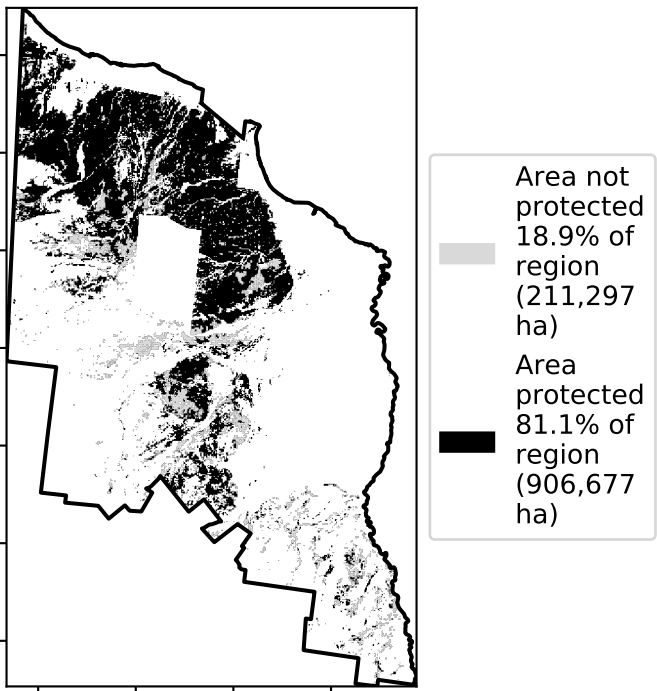 Area not
protected
18.9% of
region
(211,297
ha)
Area
protected
81.1% of
region
(906,677
ha)